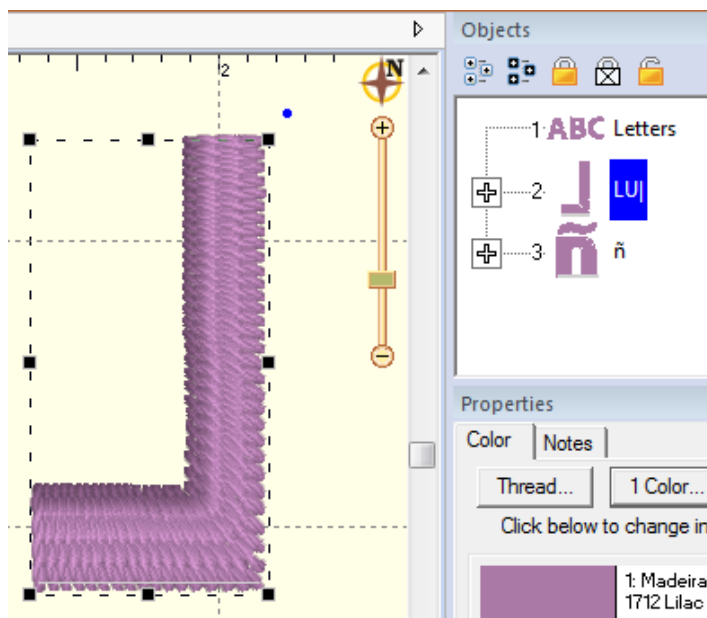 Objects
2
N
1 ABC Letters
2 LU
3 ñ ñ
Properties
Color Notes
Thread... 1 Color...
Click below to change in
1: Madeira
1712 Lilac